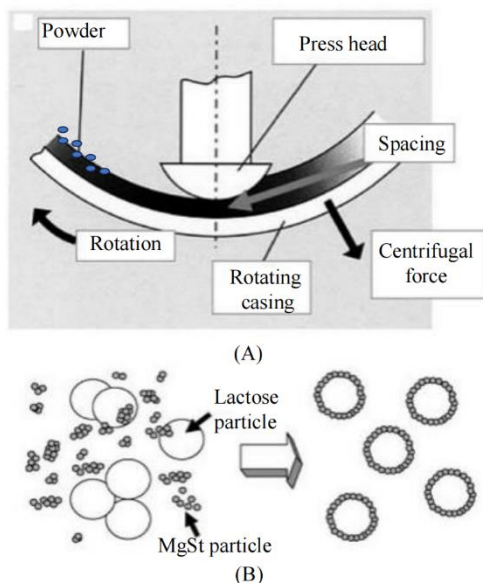 Powder
Press head
Spacing
Rotation
Rotating
casing
Centrifugal
force
(A)
Lactose
particle
MgSt particle
(B)